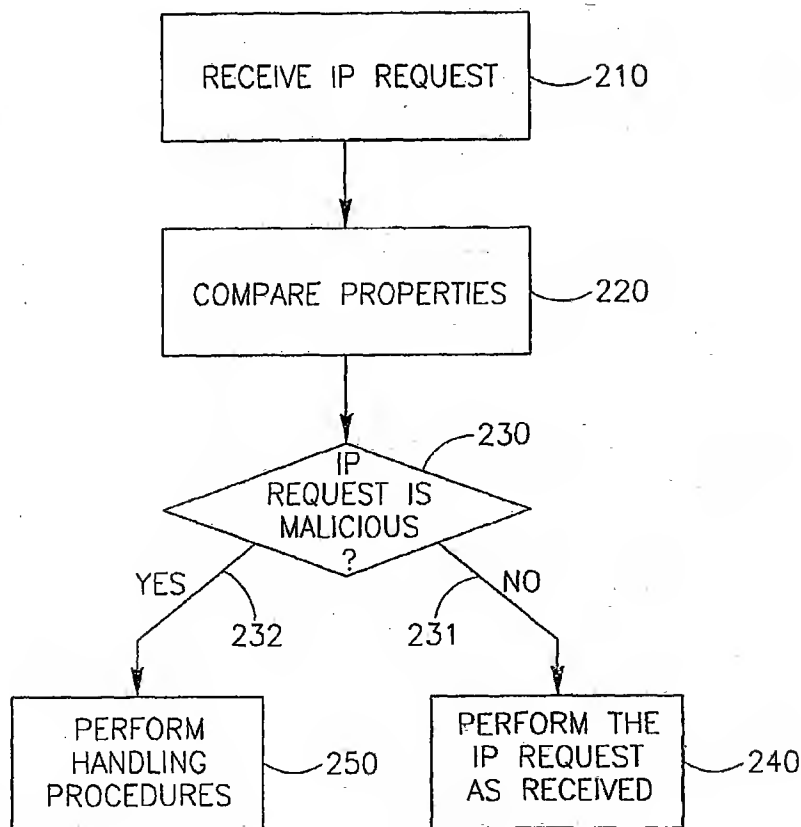 RECEIVE IP REQUEST
210
COMPARE PROPERTIES
220
230
IP
REQUEST IS
MALICIOUS
?
YES
NO
232
231
PERFORM
HANDLING
PROCEDURES
250
PERFORM THE
IP REQUEST
AS RECEIVED
240